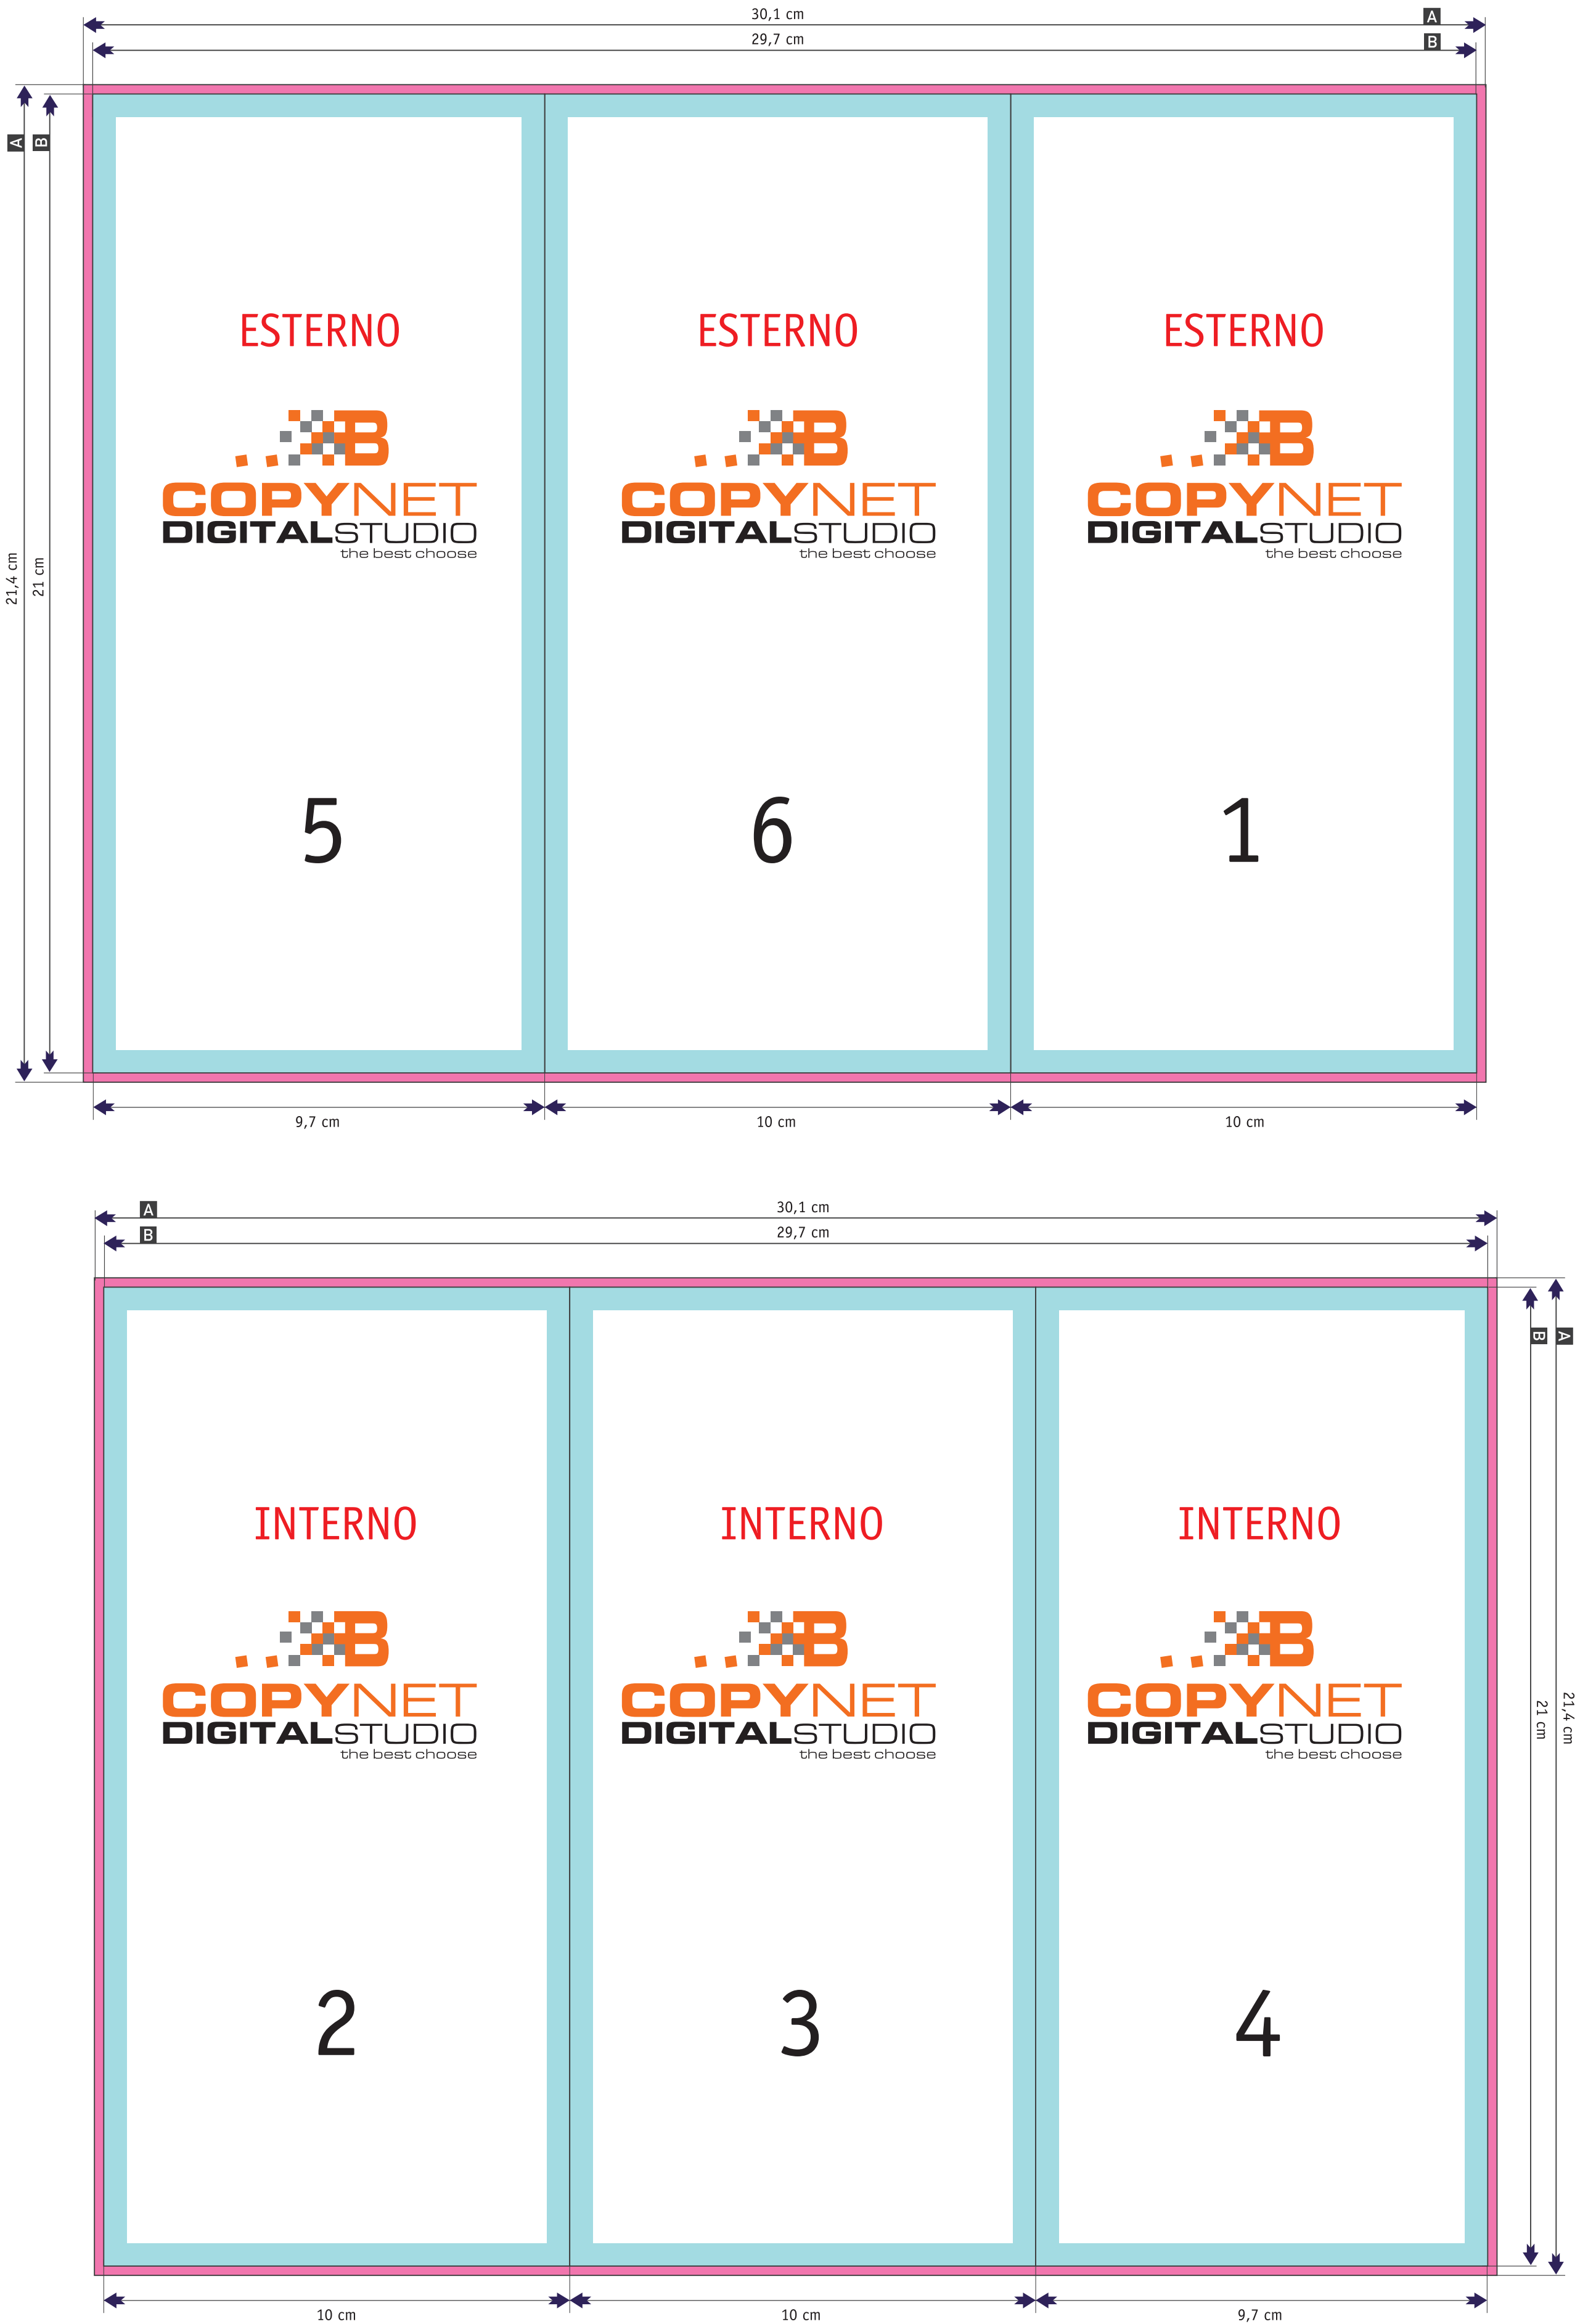 30,1 cm
A
29,7 cm
B
A
B
21,4 cm
21 cm
ESTERNO
ESTERNO
ESTERNO
B
COPYNET
DIGITALSTUDIO
the best choose
B
COPYNET
DIGITALSTUDIO
the best choose
B
COPYNET
DIGITALSTUDIO
the best choose
5
6
1
9,7 cm
10 cm
10 cm
A
30,1 cm
B
29,7 cm
B
A
INTERNO
INTERNO
INTERNO
B
COPYNET
DIGITALSTUDIO
the best choose
B
COPYNET
DIGITALSTUDIO
the best choose
B
COPYNET
DIGITALSTUDIO
the best choose
21 cm
21,4 cm
2
3
4
10 cm
10 cm
9,7 cm